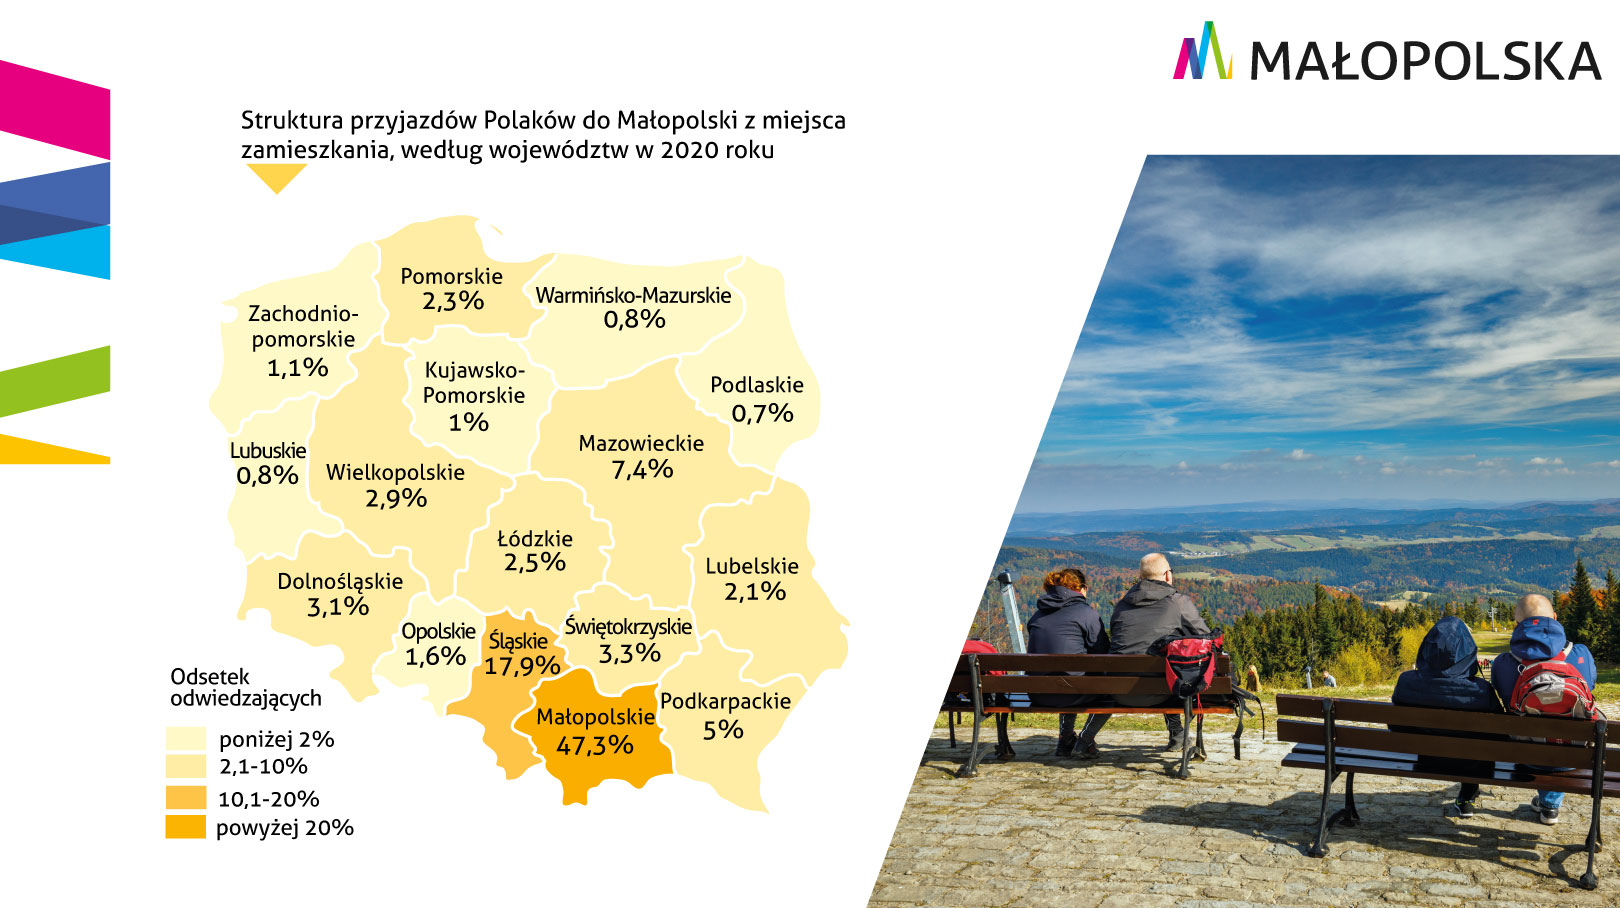 MAŁOPOLSKA
Struktura przyjazdów Polaków do Małopolski z miejsca
zamieszkania, według województw w 2020 roku
Pomorskie
2,3%
Warmińsko-Mazurskie
0,8%
Zachodnio-
pomorskie
1,1%
Kujawsko-
Pomorskie
1%
Podlaskie
0,7%
Lubuskie
0,8%
Wielkopolskie
2,9%
Mazowieckie
7,4%
Łódzkie
2,5%
Lubelskie
2,1%
Dolnośląskie
3,1%
Opolskie
1,6%
Śląskie
17,9%
Świętokrzyskie
3,3%
Małopolskie
47,3%
Podkarpackie
5%
Odsetek
odwiedzających
poniżej 2%
2,1-10%
10,1-20%
powyżej 20%